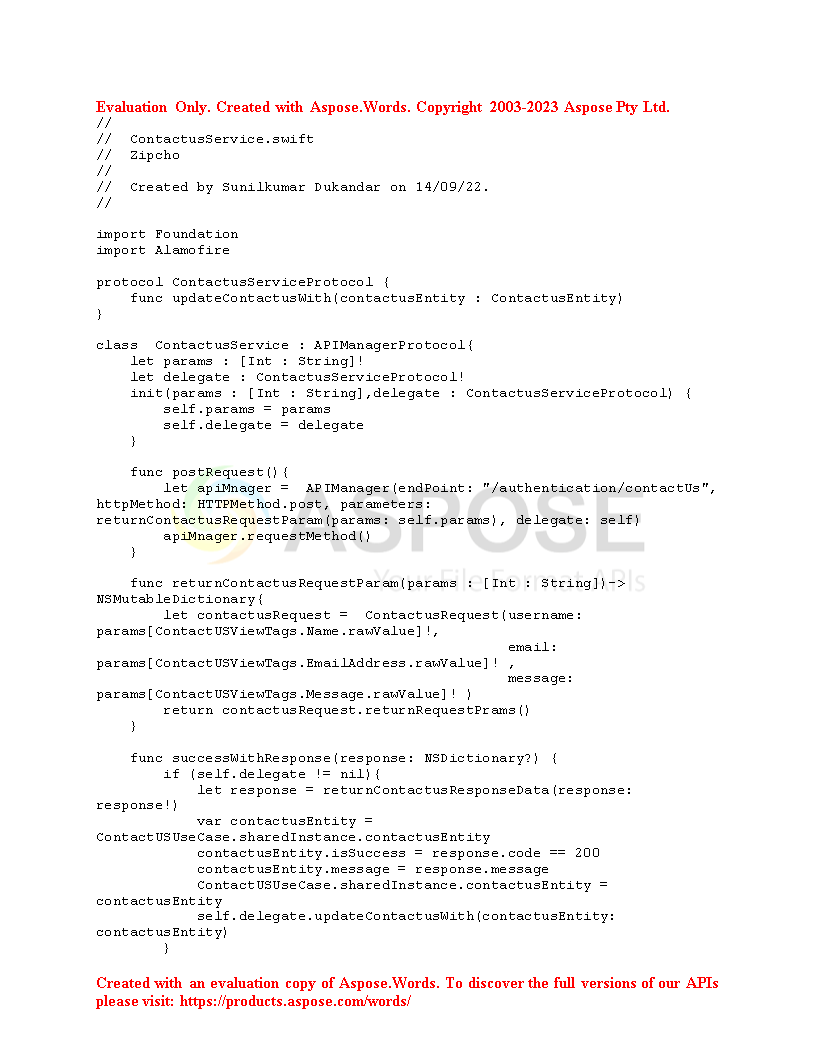 Evaluation Only. Created with Aspose.Words. Copyright 2003-2023 Aspose Pty Ltd.
//
//  ContactusService.swift
//  Zipcho
//
//  Created by Sunilkumar Dukandar on 14/09/22.
//

import Foundation
import Alamofire

protocol ContactusServiceProtocol {
    func updateContactusWith(contactusEntity : ContactusEntity)
}

class  ContactusService : APIManagerProtocol{
    let params : [Int : String]!
    let delegate : ContactusServiceProtocol!
    init(params : [Int : String],delegate : ContactusServiceProtocol) {
        self.params = params
        self.delegate = delegate
    }

    func postRequest(){
        let apiMnager =  APIManager(endPoint: "/authentication/contactUs",
httpMethod: HTTPMethod.post, parameters:
returnContactusRequestParam(params: self.params), delegate: self)
        apiMnager.requestMethod()
    }
ASPOSE
Your File Format APIs

    func returnContactusRequestParam(params : [Int : String])->
NSMutableDictionary{
        let contactusRequest =  ContactusRequest(username:
params[ContactUSViewTags.Name.rawValue]!,
                                                 email:
params[ContactUSViewTags.EmailAddress.rawValue]! ,
                                                 message:
params[ContactUSViewTags.Message.rawValue]! )
        return contactusRequest.returnRequestPrams()
    }

    func successWithResponse(response: NSDictionary?) {
        if (self.delegate != nil){
            let response = returnContactusResponseData(response:
response!)
            var contactusEntity =
ContactUSUseCase.sharedInstance.contactusEntity
            contactusEntity.isSuccess = response.code == 200
            contactusEntity.message = response.message
            ContactUSUseCase.sharedInstance.contactusEntity =
contactusEntity
            self.delegate.updateContactusWith(contactusEntity:
contactusEntity)
        }

Created with an evaluation copy of Aspose.Words. To discover the full versions of our APIs
please visit: https://products.aspose.com/words/